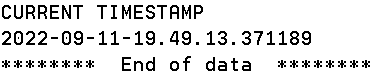 CURRENT TIMESTAMP
2022-09-11-19.49.13.371189
********  End of data  ********